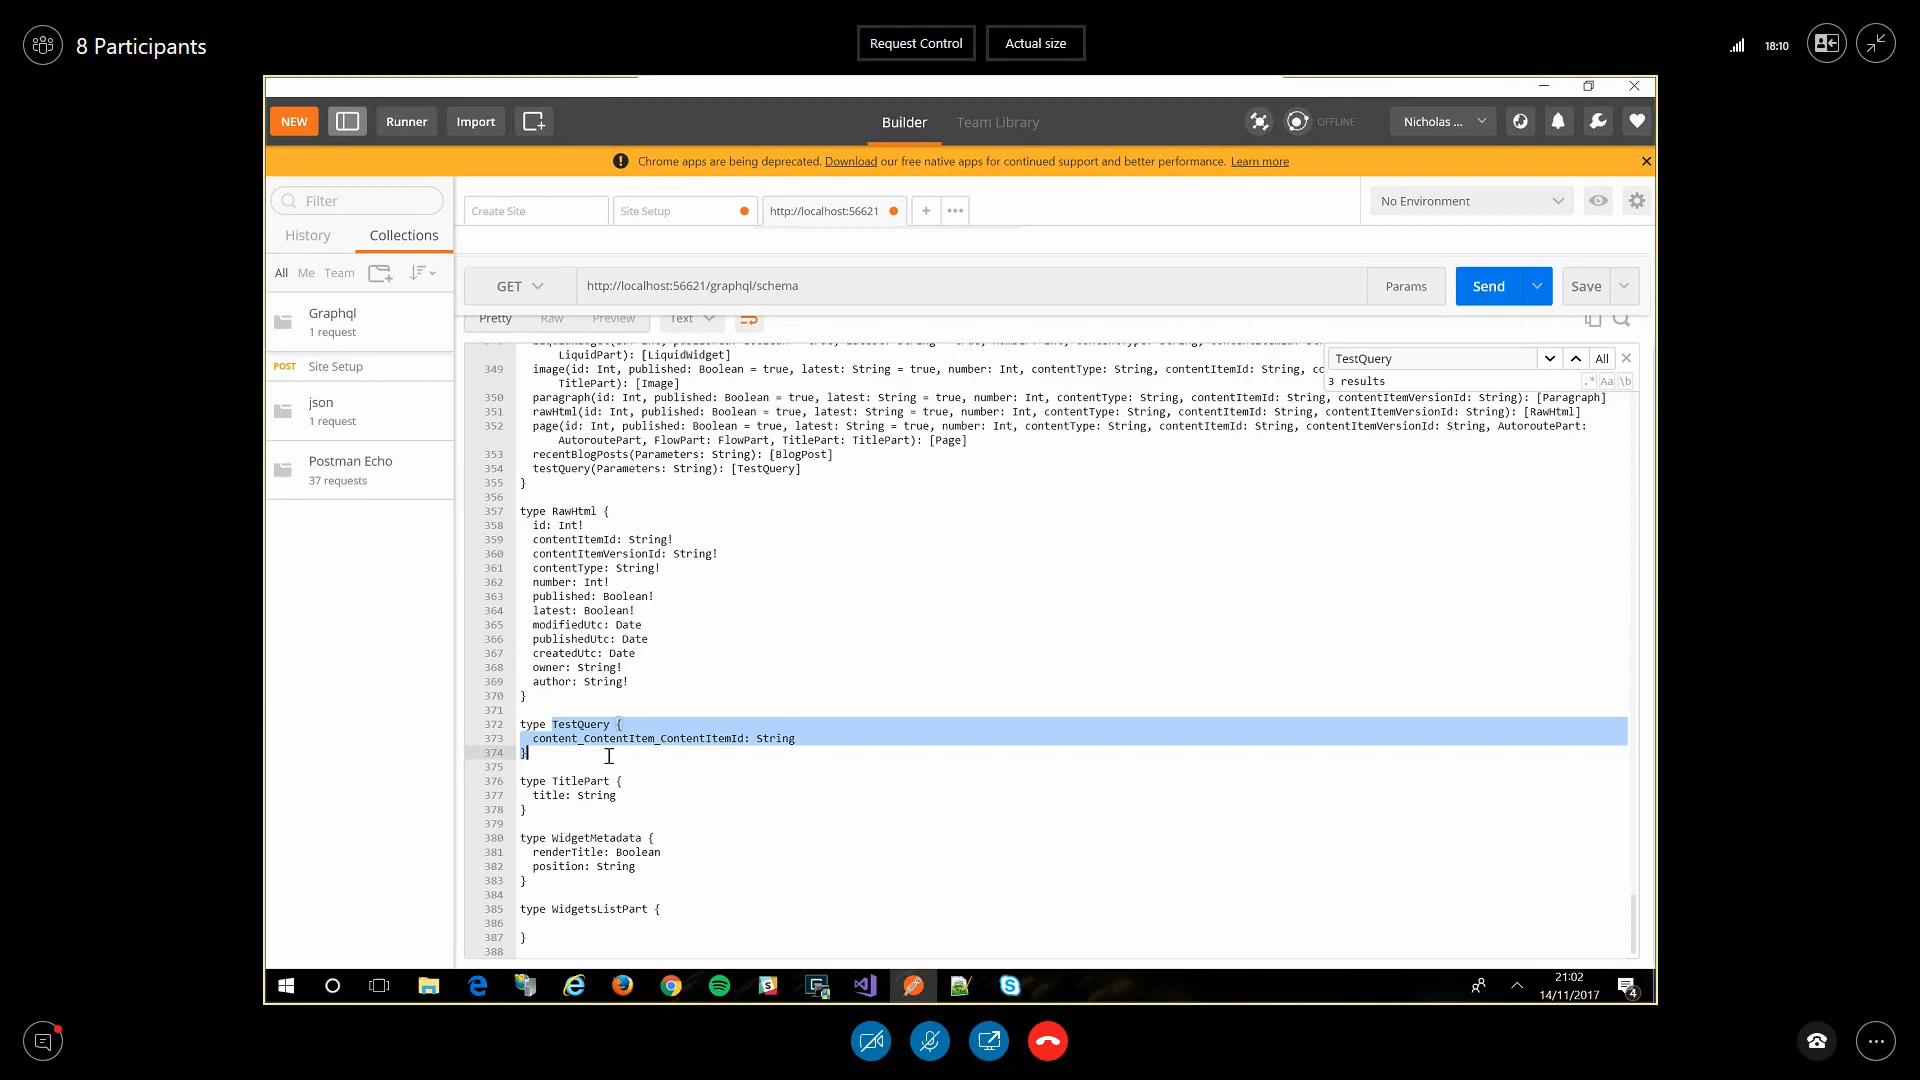 8 Participants
Request Control
Actual size
18:10
NEW
Runner
Import
Builder
Team Library
OFFLINE
Nicholas ...
Chrome apps are being deprecated. Download our free native apps for continued support and better performance. Learn more
Filter
Create Site
Site Setup
http://localhost:56621
No Environment
History
Collections
All Me Team
GET
http://localhost:56621/graphql/schema
Params
Send
Save
Graphql
1 request
POST Site Setup
json
1 request
Postman Echo
37 requests
Pretty
Raw
Preview
Text
TestQuery
All
3 results
.* Aa \b
LiquidPart): [LiquidWidget]
349 image(id: Int, published: Boolean = true, latest: String = true, number: Int, contentType: String, contentItemId: String,
TitlePart): [Image]
350 paragraph(id: Int, published: Boolean = true, latest: String = true, number: Int, contentType: String, contentItemId: String, contentItemVersionId: String): [Paragraph]
351 rawHtml(id: Int, published: Boolean = true, latest: String = true, number: Int, contentType: String, contentItemId: String, contentItemVersionId: String): [RawHtml]
352 page(id: Int, published: Boolean = true, latest: String = true, number: Int, contentType: String, contentItemId: String, contentItemVersionId: String, AutoroutePart:
AutoroutePart, FlowPart: FlowPart, TitlePart: TitlePart): [Page]
353 recentBlogPosts(Parameters: String): [BlogPost]
354 testQuery(Parameters: String): [TestQuery]
355 }
356
357 type RawHtml {
358 id: Int!
359 contentItemId: String!
360 contentItemVersionId: String!
361 contentType: String!
362 number: Int!
363 published: Boolean!
364 latest: Boolean!
365 modifiedUtc: Date
366 publishedUtc: Date
367 createdUtc: Date
368 owner: String!
369 author: String!
370 }
371
372 type TestQuery {
373 content_ContentItem_ContentItemId: String
374 }
375
376 type TitlePart {
377 title: String
378 }
379
380 type WidgetMetadata {
381 renderTitle: Boolean
382 position: String
383 }
384
385 type WidgetsListPart {
386
387 }
388
21:02
14/11/2017
4